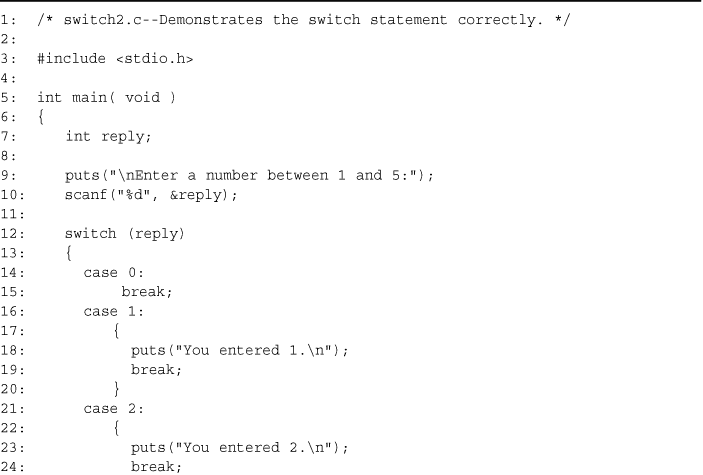 1: /* switch2.c--Demonstrates the switch statement correctly. */
2:
3: #include <stdio.h>
4:
5: int main( void )
6: {
7: int reply;
8:
9: puts("\nEnter a number between 1 and 5:");
10: scanf("%d", &reply);
11:
12: switch (reply)
13: {
14: case 0:
15: break;
16: case 1:
17: {
18: puts("You entered 1.\n");
19: break;
20: }
21: case 2:
22: {
23: puts("You entered 2.\n");
24: break;